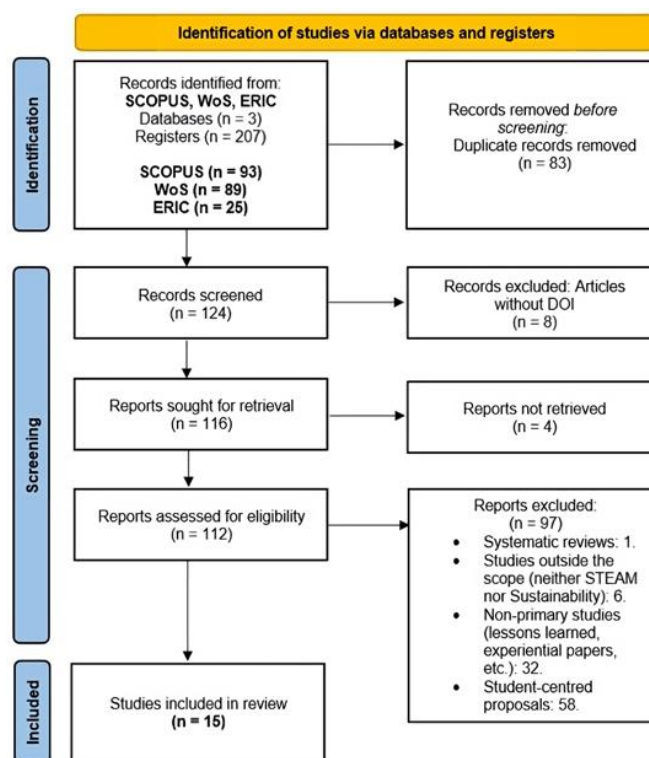 Identification of studies via databases and registers
Identification
Records identified from:
SCOPUS, WoS, ERIC
Databases (n = 3)
Registers (n = 207)
SCOPUS (n = 93)
WoS (n = 89)
ERIC (n = 25)
Records removed before
screening:
Duplicate records removed
(n = 83)
Screening
Records screened
(n = 124)
Records excluded: Articles
without DOI
(n = 8)
Reports sought for retrieval
(n = 116)
Reports not retrieved
(n = 4)
Reports assessed for eligibility
(n = 112)
Reports excluded:
(n = 97)
• Systematic reviews: 1.
• Studies outside the
scope (neither STEAM
nor Sustainability): 6.
• Non-primary studies
(lessons learned,
experiential papers,
etc.): 32.
• Student-centred
proposals: 58.
Included
Studies included in review
(n = 15)